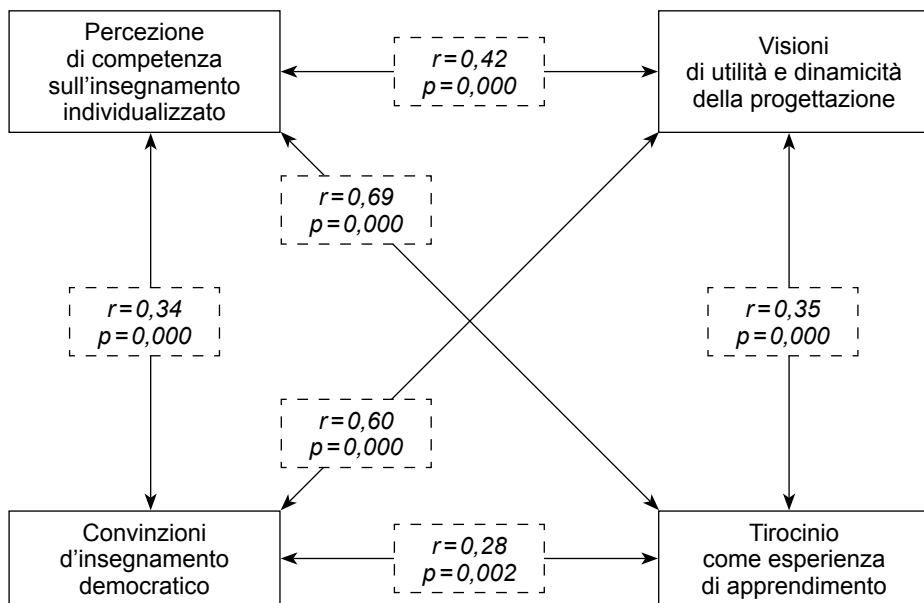 Percezione
di competenza
sull’insegnamento
individualizzato
r=0,42
p=0,000
Visioni
di utilità e dinamicità
della progettazione
r=0,69
p=0,000
r=0,34
p=0,000
r=0,35
p=0,000
r=0,60
p=0,000
Convinzioni
d’insegnamento
democratico
r=0,28
p=0,002
Tirocinio
come esperienza
di apprendimento